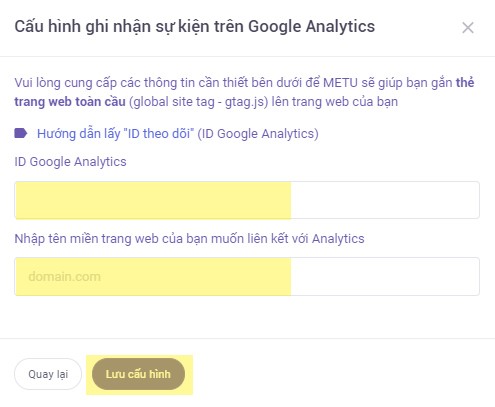 Cấu hình ghi nhận sự kiện trên Google Analytics
Vui lòng cung cấp các thông tin cần thiết bên dưới để METU sẽ giúp bạn gắn thẻ
trang web toàn cầu (global site tag - gtag.js) lên trang web của bạn
Hướng dẫn lấy "ID theo dõi" (ID Google Analytics)
ID Google Analytics
Nhập tên miền trang web của bạn muốn liên kết với Analytics
domain.com
Quay lại
Lưu cấu hình